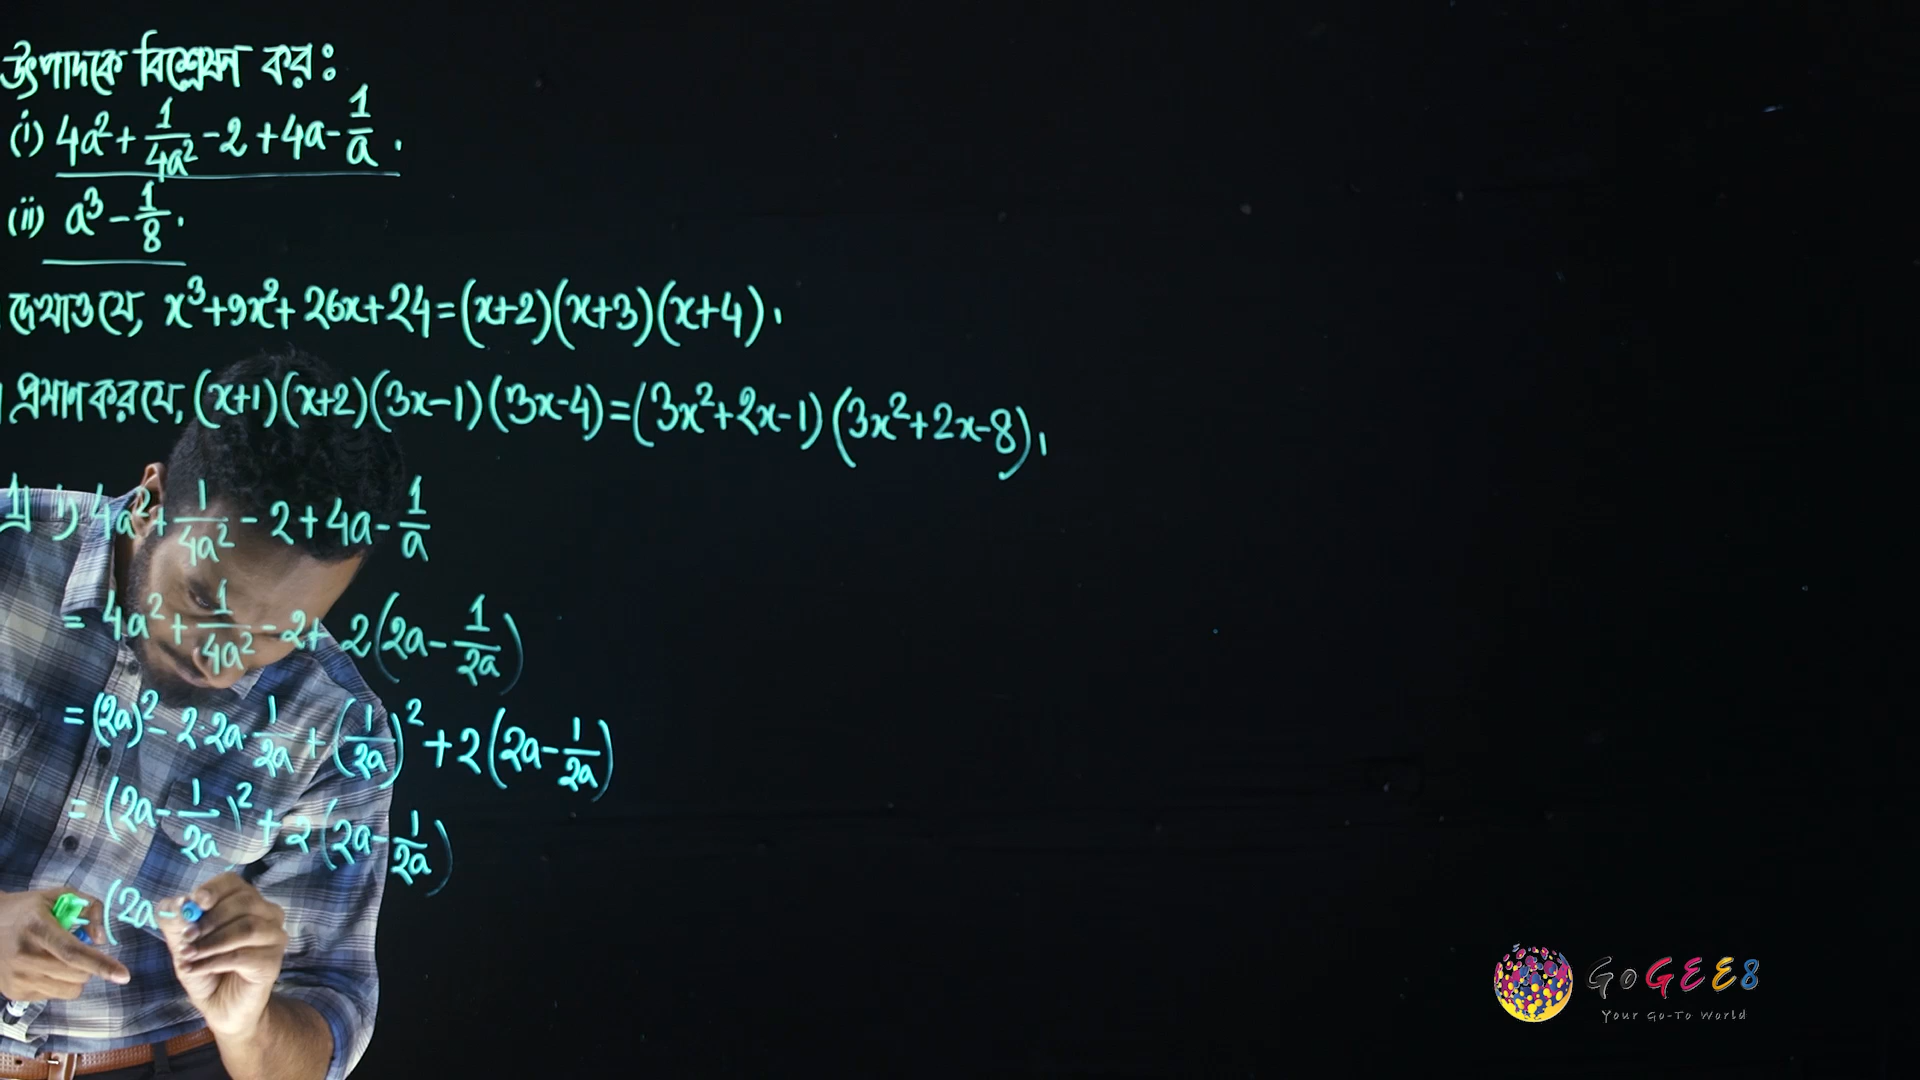 উৎপাদকে বিশ্লেষন কর:
(i) 4a² + 1/4a² - 2 + 4a - 1/a .
(ii) a³ - 1/8 .
দেখাও যে, x³+9x²+26x+24=(x+2)(x+3)(x+4)।
প্রমাণ কর যে, (x+1)(x+2)(3x-1)(3x-4)=(3x²+2x-1)(3x²+2x-8)।
4a² + 1/4a² - 2 + 4a - 1/a
= 4a² + 1/4a² - 2 + 2(2a - 1/2a)
= (2a)² - 2·2a·1/2a + (1/2a)² + 2(2a - 1/2a)
= (2a - 1/2a)² + 2(2a - 1/2a)
= (2a -
GoGEE8
Your Go-To World